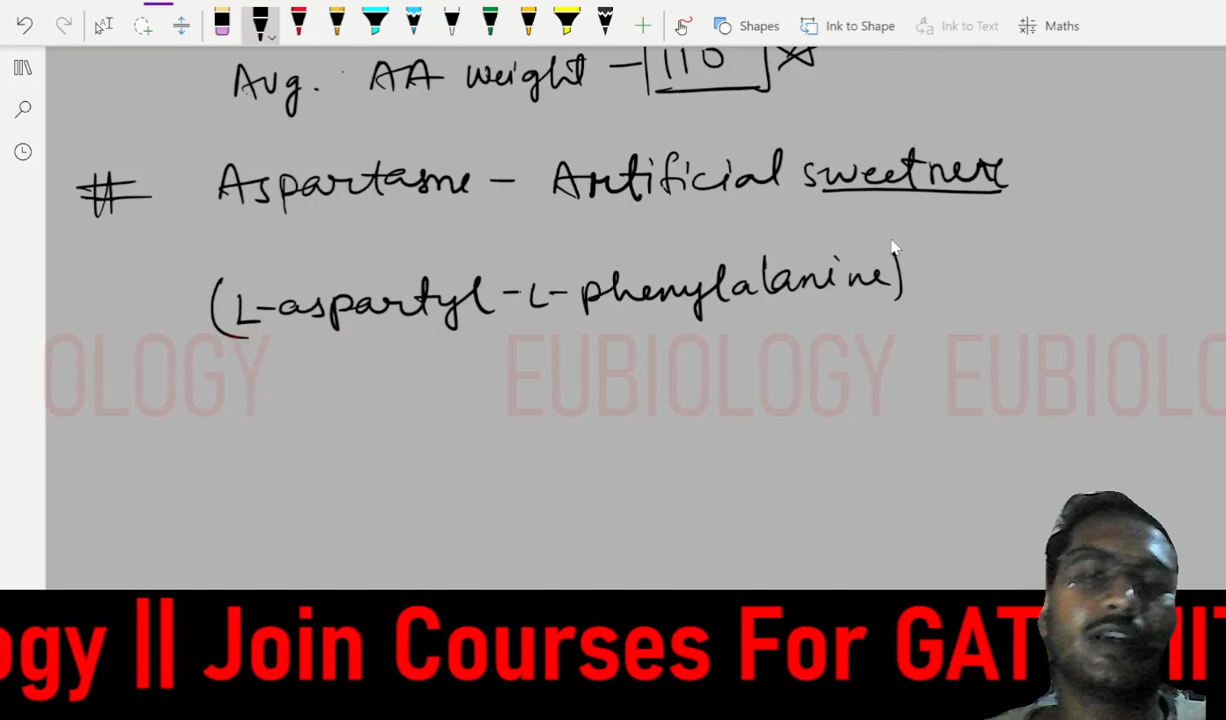 Shapes Ink to Shape Ink to Text Maths
Avg. AA weight - 110
# Aspartame - Artificial sweetner
(L-aspartyl-L-phenylalanine)
OLOGY EUBIOLOGY EUBIOL
ogy || Join Courses For GAT